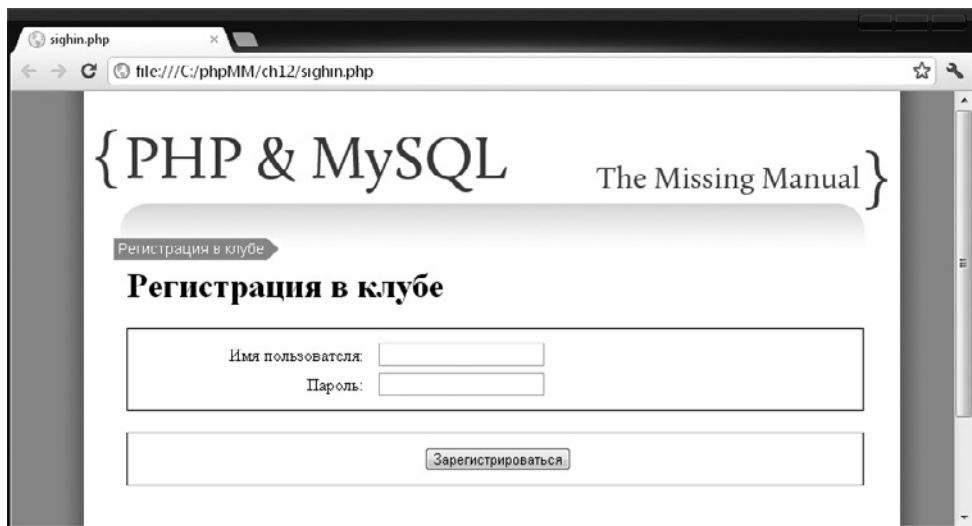 sighin.php
file:///C:/phpMM/ch12/sighin.php
{PHP & MySQL
The Missing Manual}
Регистрация в клубе
Регистрация в клубе
Имя пользователя:
Пароль:
Зарегистрироваться